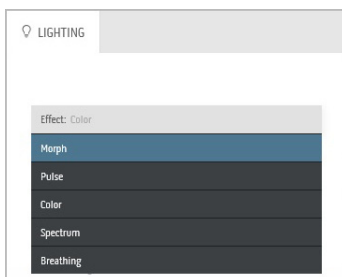 LIGHTING
Effect: Color
Morph
Pulse
Color
Spectrum
Breathing